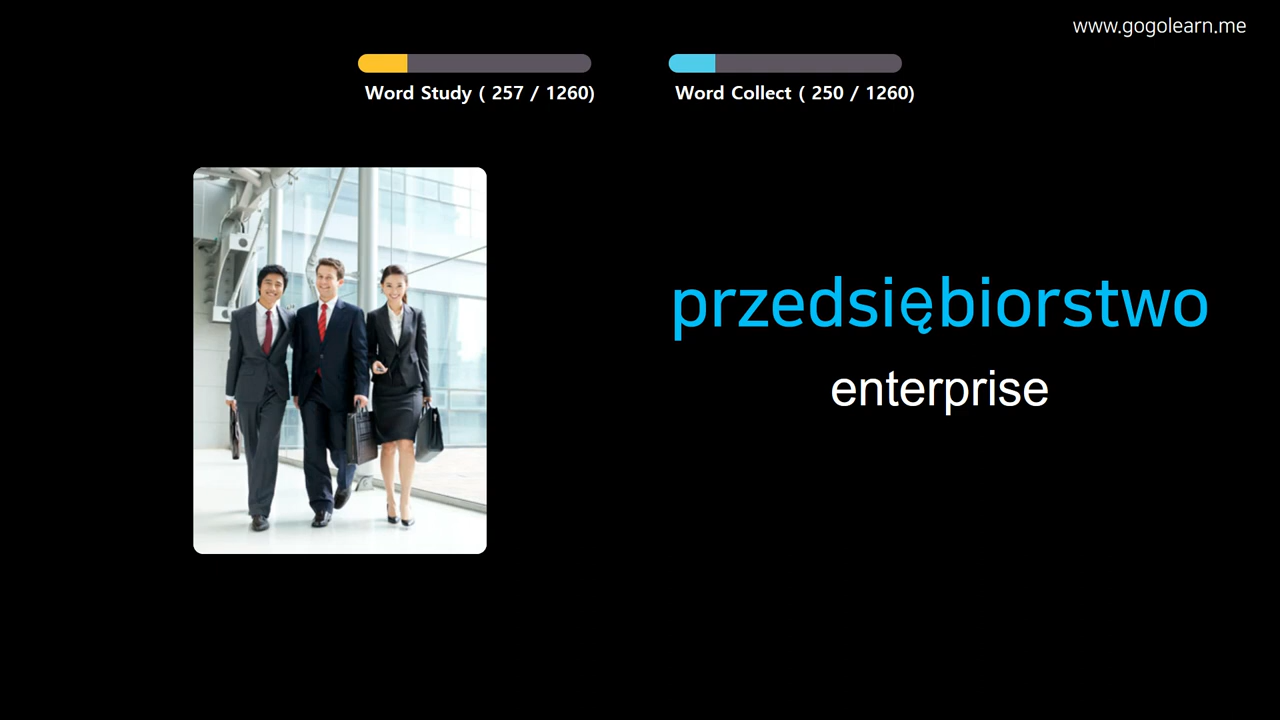 www.gogolearn.me
Word Study ( 257 / 1260)
Word Collect ( 250 / 1260)
przedsiębiorstwo
enterprise